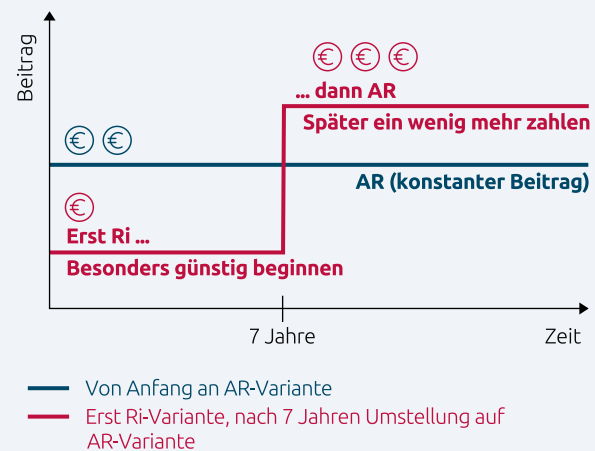 Beitrag
€ € €
... dann AR
Später ein wenig mehr zahlen
€ €
AR (konstanter Beitrag)
€
Erst Ri ...
Besonders günstig beginnen
7 Jahre
Zeit
Von Anfang an AR-Variante
Erst Ri-Variante, nach 7 Jahren Umstellung auf
AR-Variante